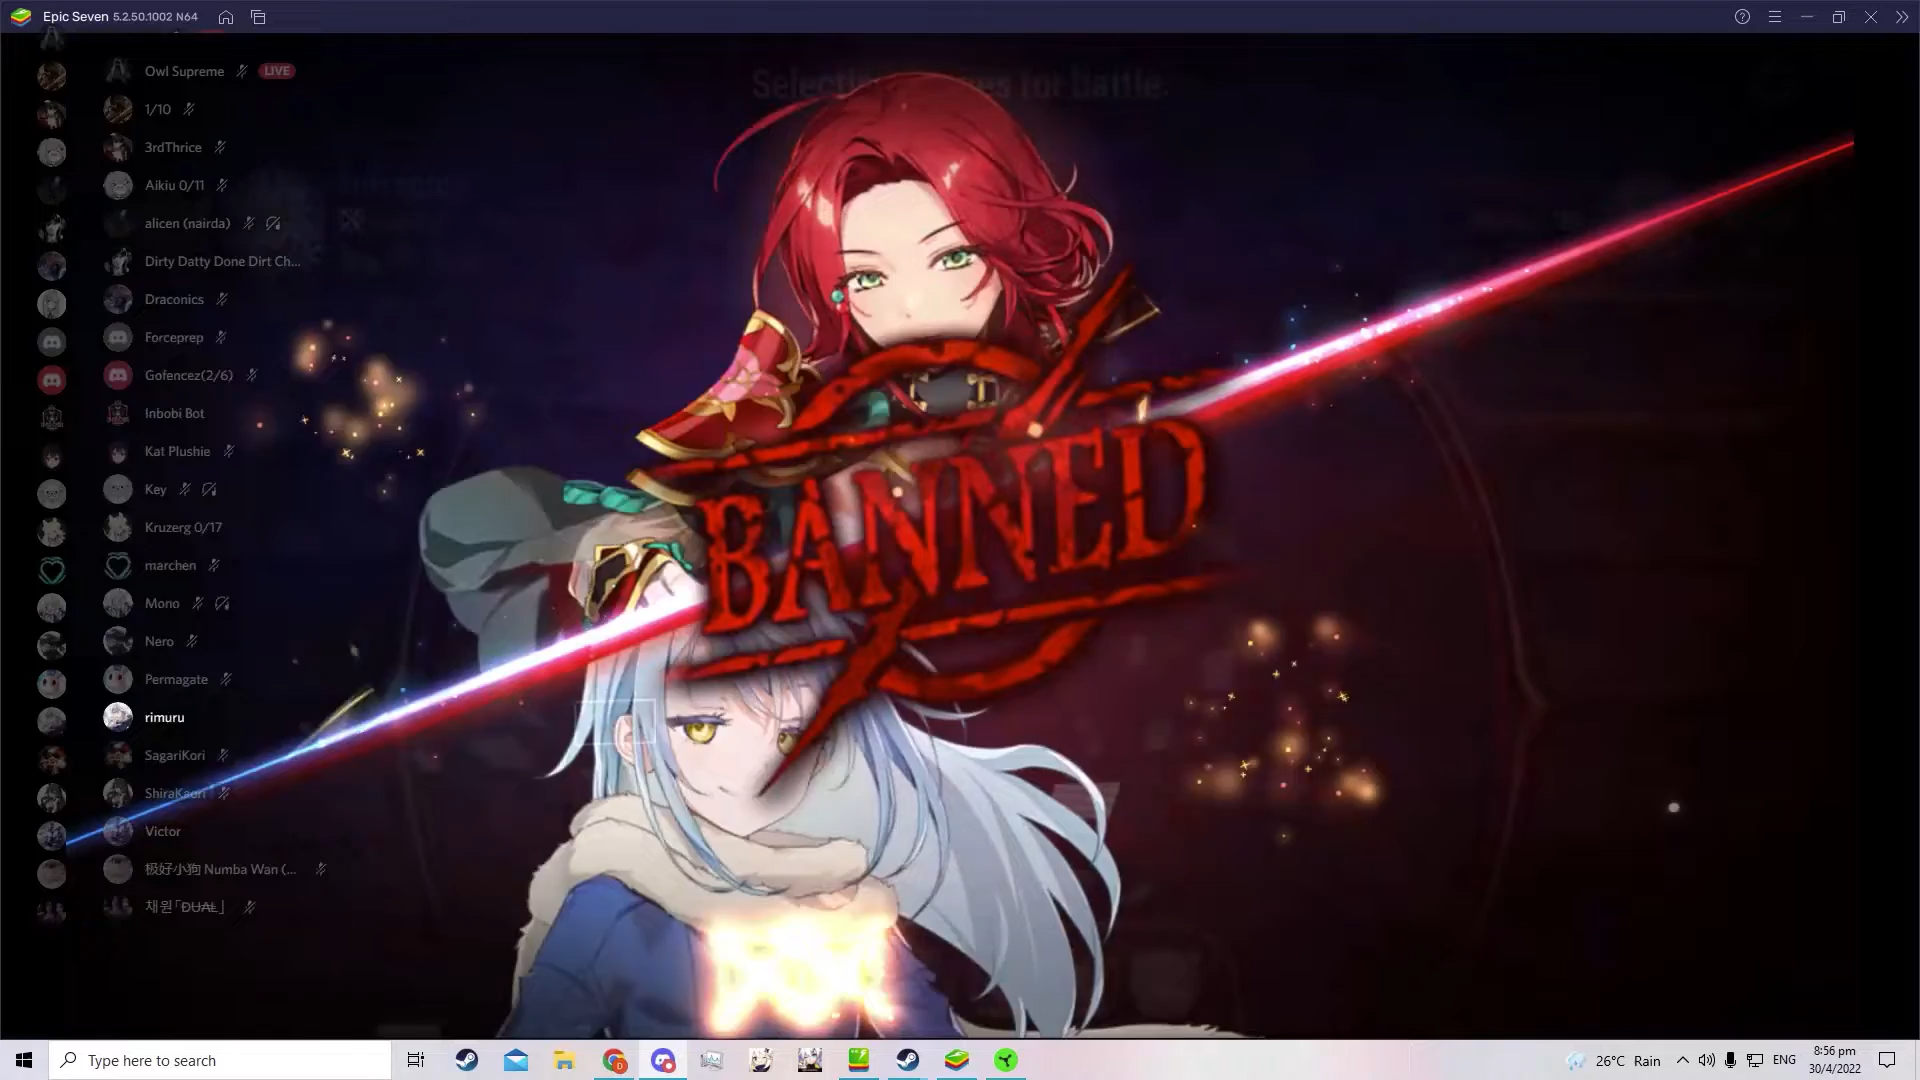 Epic Seven 5.2.50.1002 N64
Owl Supreme LIVE
1/10
3rdThrice
Aikiu 0/11
alicen (nairda)
Dirty Datty Done Dirt Ch...
Draconics
Forceprep
Gofencez(2/6)
Inbobi Bot
Kat Plushie
Key
Kruzerg 0/17
marchen
Mono
Nero
Permagate
rimuru
SagariKori
ShiraKaori
Victor
极好小狗 Numba Wan (...
채원「DUAL」
for Battle.
BANNED
Type here to search
26°C Rain
ENG
8:56 pm
30/4/2022